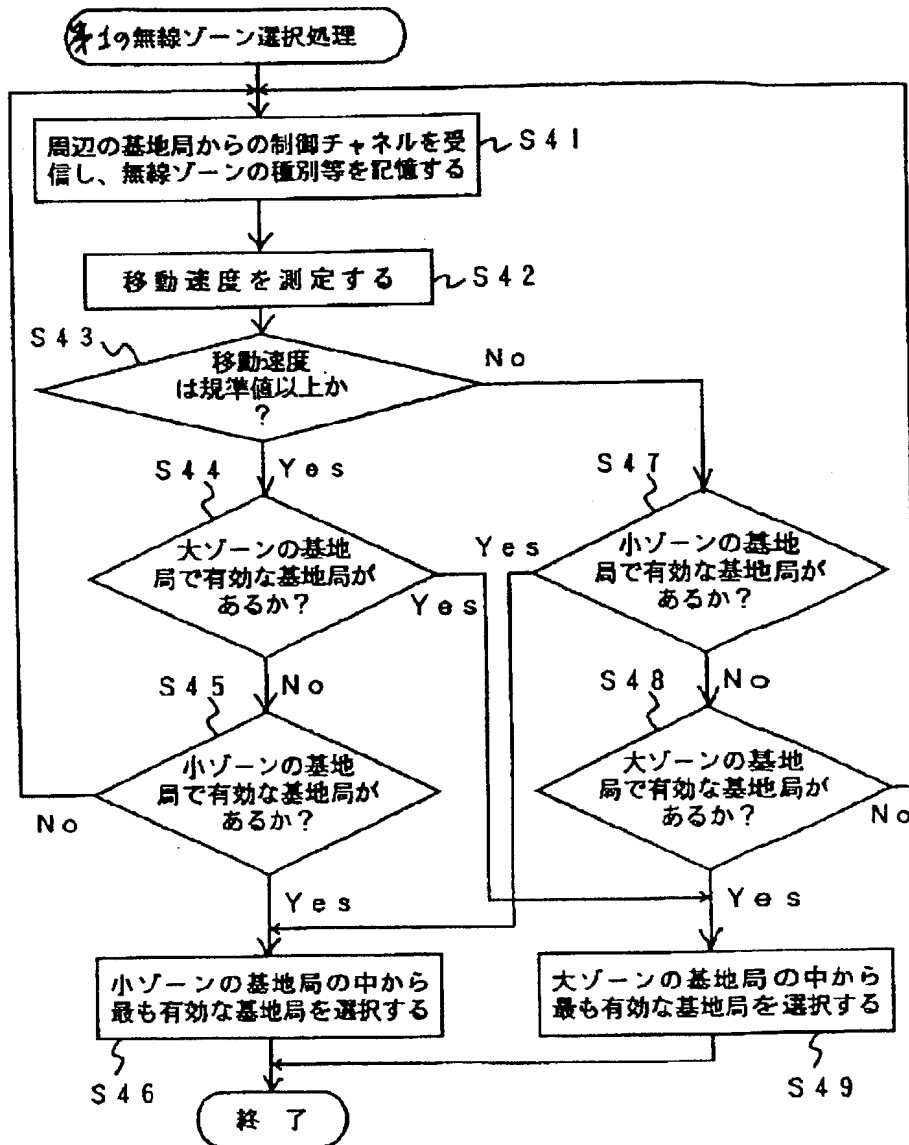 第1の無線ゾーン選択処理
周辺の基地局からの制御チャネルを受
信し、無線ゾーンの種別等を記憶する
S41
移動速度を測定する
S42
S43
移動速度
は規準値以上か
?
No
Yes
S44
大ゾーンの基地
局で有効な基地局が
あるか?
Yes
S47
Yes
小ゾーンの基地
局で有効な基地局が
あるか?
No
S45
No
小ゾーンの基地
局で有効な基地局が
あるか?
No
S48
大ゾーンの基地
局で有効な基地局が
あるか?
No
Yes
Yes
小ゾーンの基地局の中から
最も有効な基地局を選択する
S46
大ゾーンの基地局の中から
最も有効な基地局を選択する
S49
終了